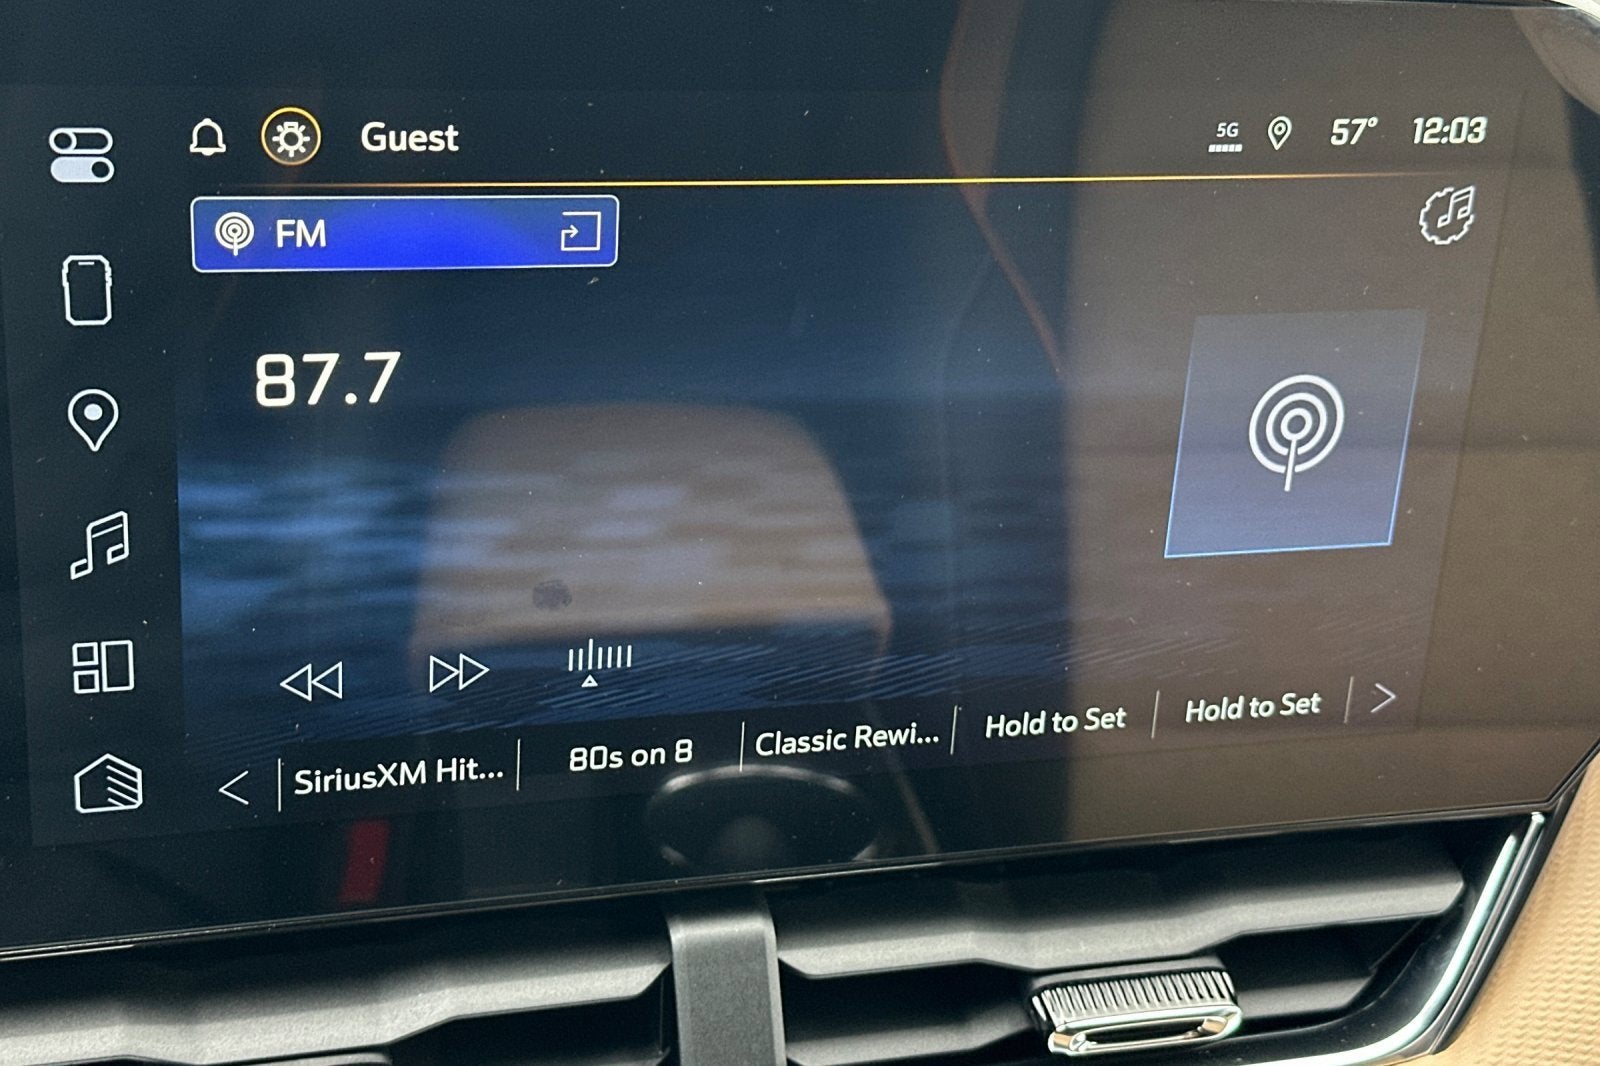 Guest
5G
57°
12:03
FM
87.7
SiriusXM Hit...
80s on 8
Classic Rewi...
Hold to Set
Hold to Set